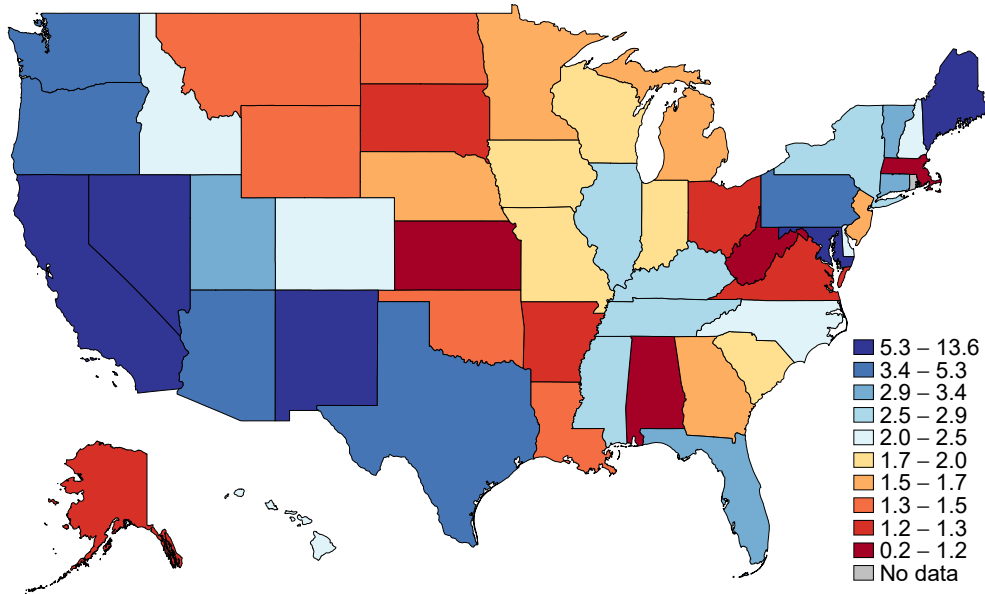 5.3 – 13.6
3.4 – 5.3
2.9 – 3.4
2.5 – 2.9
2.0 – 2.5
1.7 – 2.0
1.5 – 1.7
1.3 – 1.5
1.2 – 1.3
0.2 – 1.2
No data